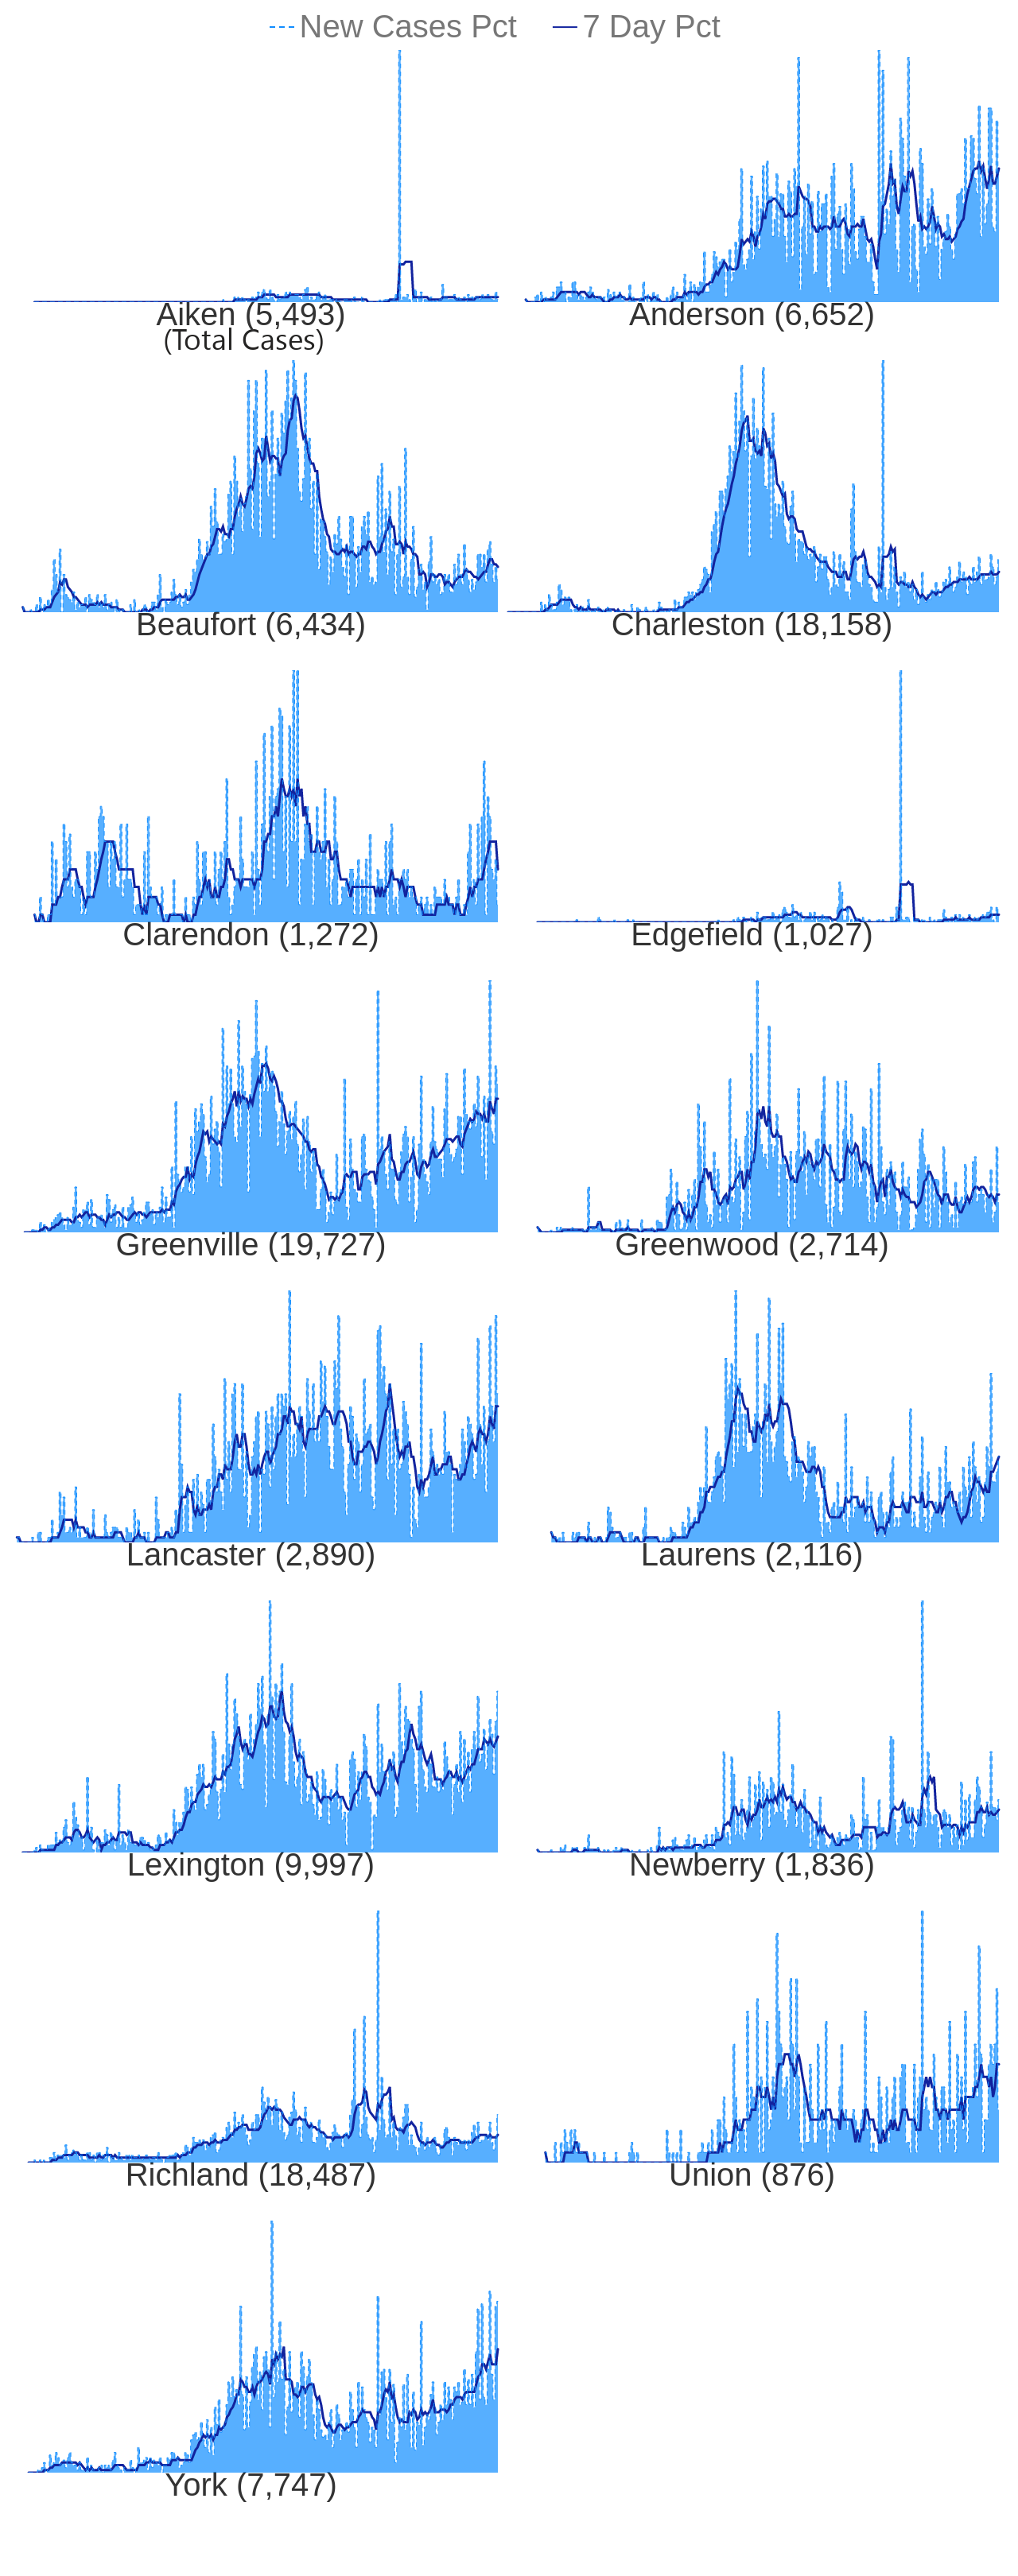 New Cases Pct 7 Day Pct
Aiken (5,493) Anderson (6,652)
(Total Cases)
Beaufort (6,434) Charleston (18,158)
Clarendon (1,272) Edgefield (1,027)
Greenville (19,727) Greenwood (2,714)
Lancaster (2,890) Laurens (2,116)
Lexington (9,997) Newberry (1,836)
Richland (18,487) Union (876)
York (7,747)